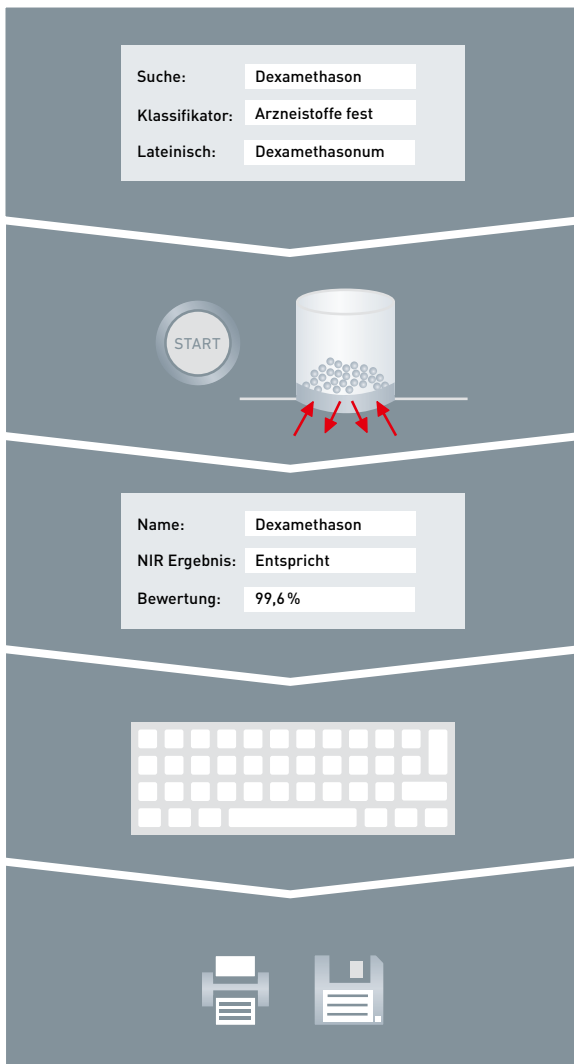 Suche: Dexamethason
Klassifikator: Arzneistoffe fest
Lateinisch: Dexamethasonum
START
Name: Dexamethason
NIR Ergebnis: Entspricht
Bewertung: 99,6 %